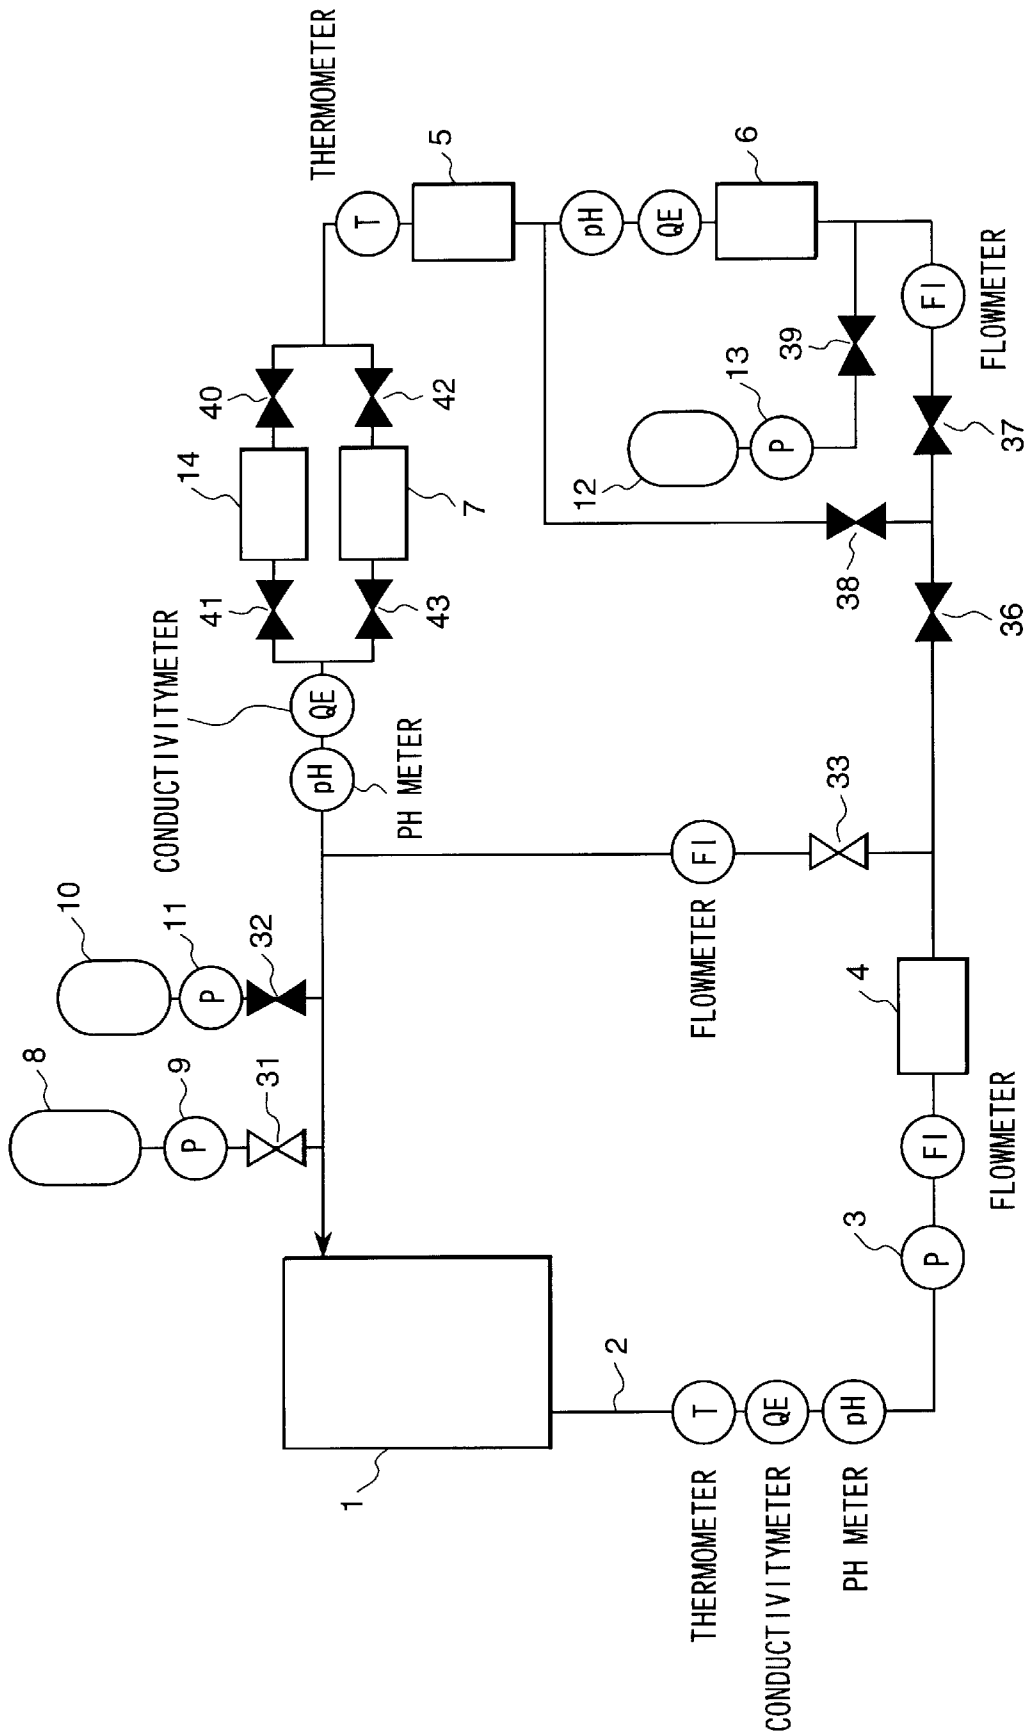 8
10
CONDUCTIVITYMETER
9
11
14
P
P
41
40
31
32
THERMOMETER
pH
QE
1
T
PH METER
43
42
5
7
12
pH
2
QE
THERMOMETER
T
FLOWMETER
FI
13
6
CONDUCTIVITYMETER
QE
P
39
33
38
PH METER
pH
4
3
P
FI
FI
FLOWMETER
FLOWMETER
36
37